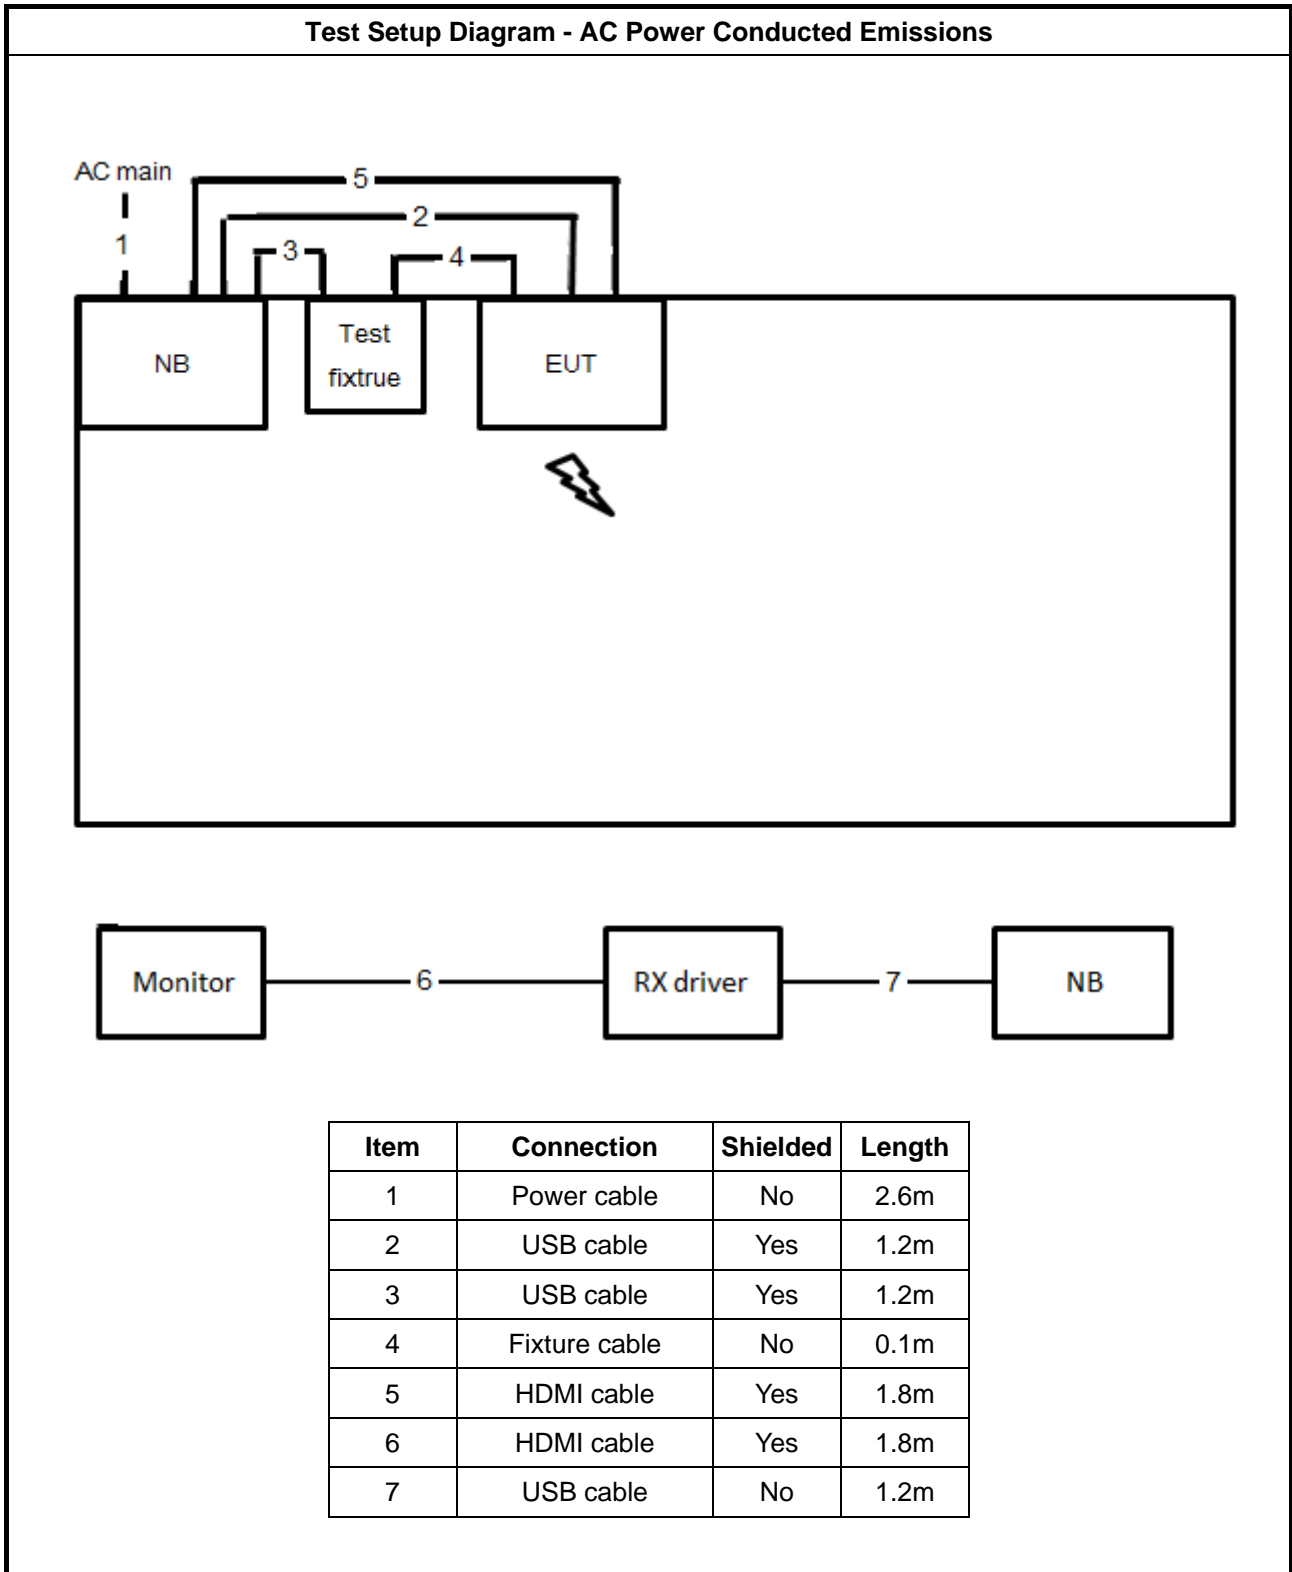 Test Setup Diagram - AC Power Conducted Emissions
AC main
5
2
1
3
4
NB
Test
fixtrue
EUT
Monitor
6
RX driver
7
NB
Item Connection Shielded Length
1 Power cable No 2.6m
2 USB cable Yes 1.2m
3 USB cable Yes 1.2m
4 Fixture cable No 0.1m
5 HDMI cable Yes 1.8m
6 HDMI cable Yes 1.8m
7 USB cable No 1.2m